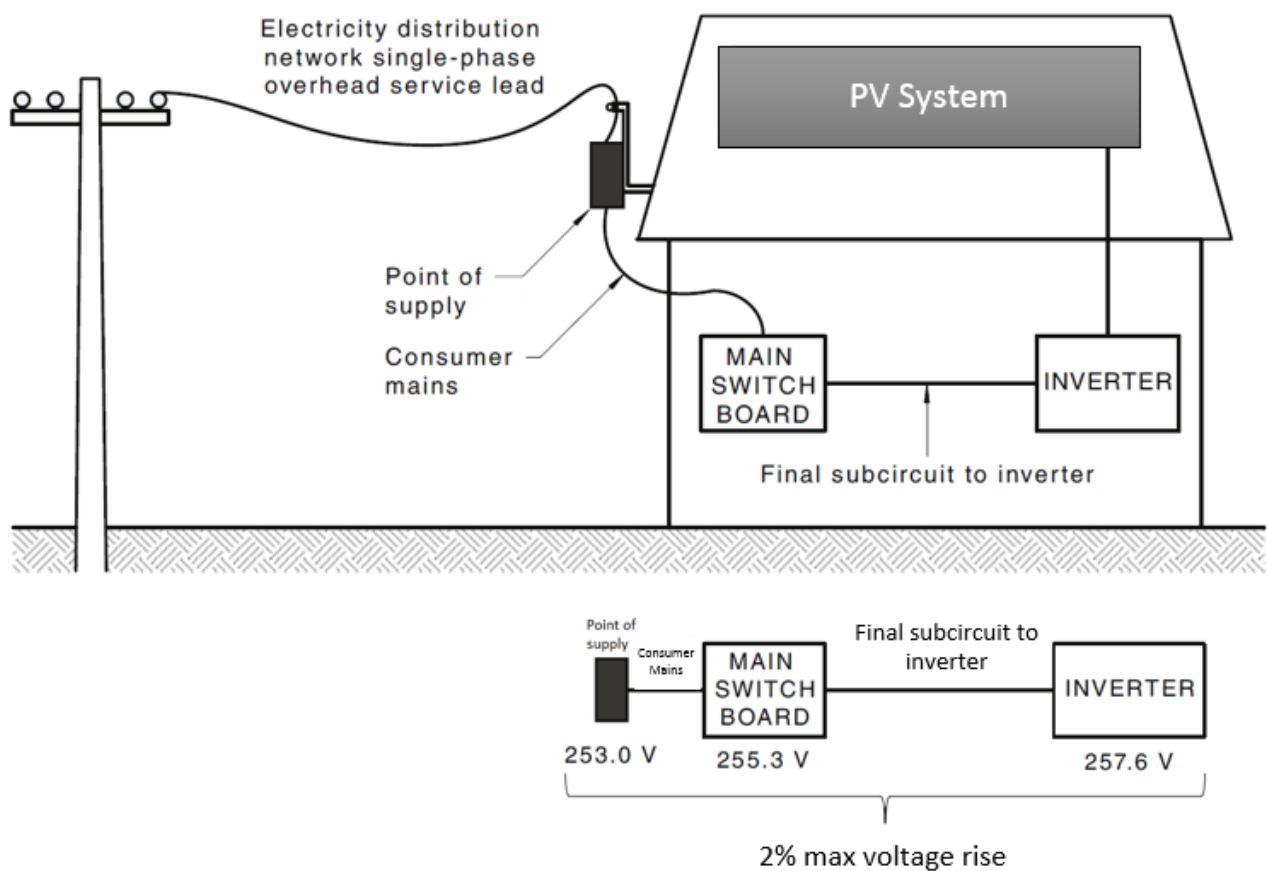 Electricity distribution
network single-phase
overhead service lead
PV System
Point of
supply
Consumer
mains
MAIN
SWITCH
BOARD
INVERTER
Final subcircuit to inverter
Point of
supply
Consumer
Mains
MAIN
SWITCH
BOARD
Final subcircuit to
inverter
INVERTER
253.0 V
255.3 V
257.6 V
2% max voltage rise